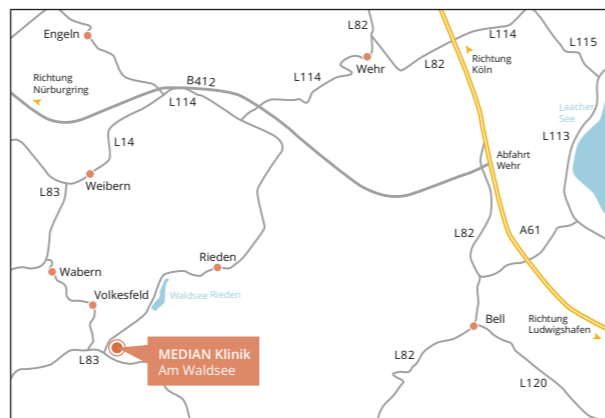 L82
L114
L115
Engeln
Wehr
L82
Richtung
Köln
Richtung
Nürburgring
B412
L114
L114
Laacher
See
L113
L14
Abfahrt
Wehr
Weibern
L83
L82
A61
Rieden
Wabern
Volkesfeld
Waldsee Rieden
Bell
Richtung
Ludwigshafen
MEDIAN Klinik
Am Waldsee
L83
L82
L120